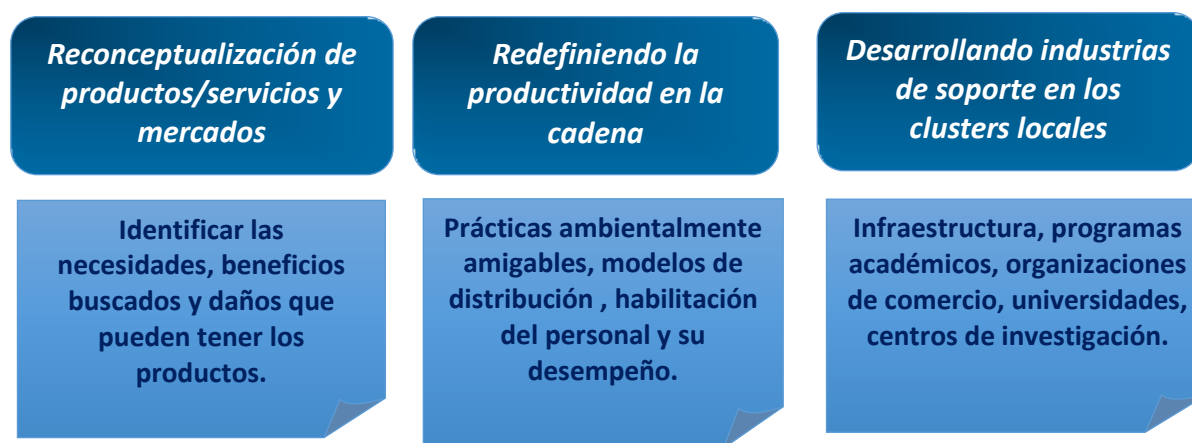 Reconceptualización de
productos/servicios y
mercados
Identificar las
necesidades, beneficios
buscados y daños que
pueden tener los
productos.
Redefiniendo la
productividad en la
cadena
Prácticas ambientalmente
amigables, modelos de
distribución , habilitación
del personal y su
desempeño.
Desarrollando industrias
de soporte en los
clusters locales
Infraestructura, programas
académicos, organizaciones
de comercio, universidades,
centros de investigación.